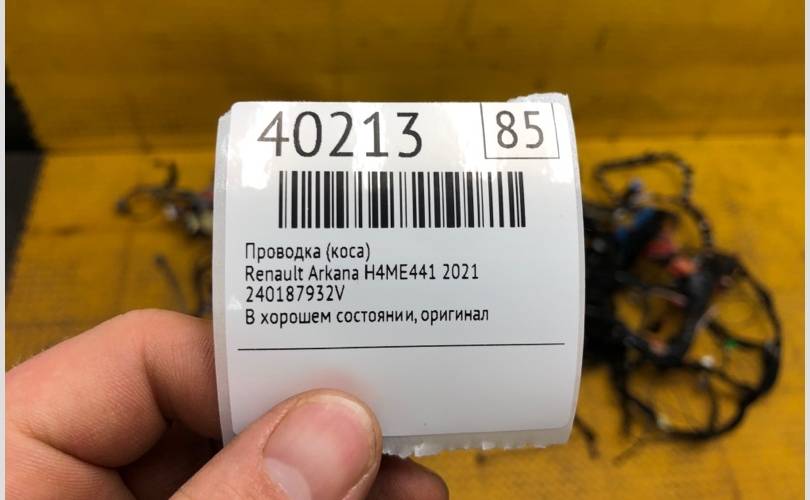 40213 85
Проводка (коса)
Renault Arkana H4ME441 2021
240187932V
В хорошем состоянии, оригинал